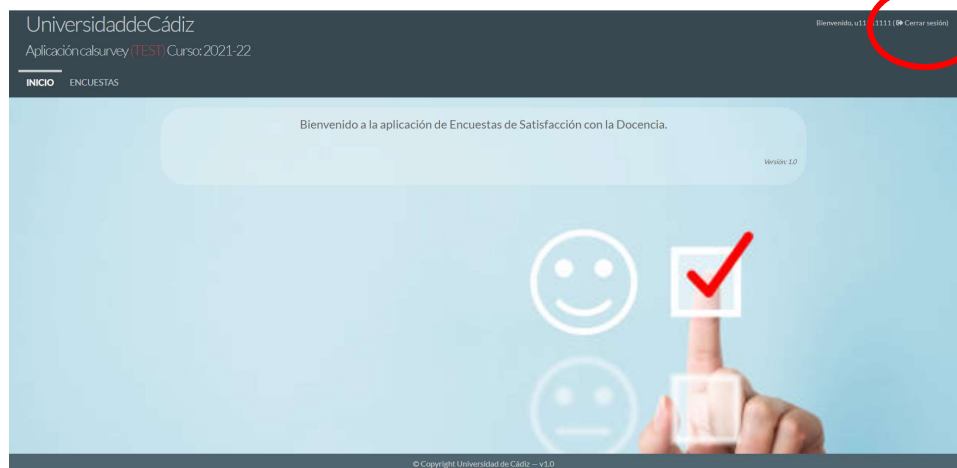 UniversidaddeCádiz
Bienvenido, (Cerrar sesión)
Aplicación calsurvey (TEST) Curso: 2021-22
INICIO ENCUESTAS
Bienvenido a la aplicación de Encuestas de Satisfacción con la Docencia.
Versión: 1.0
© Copyright Universidad de Cádiz — v1.0